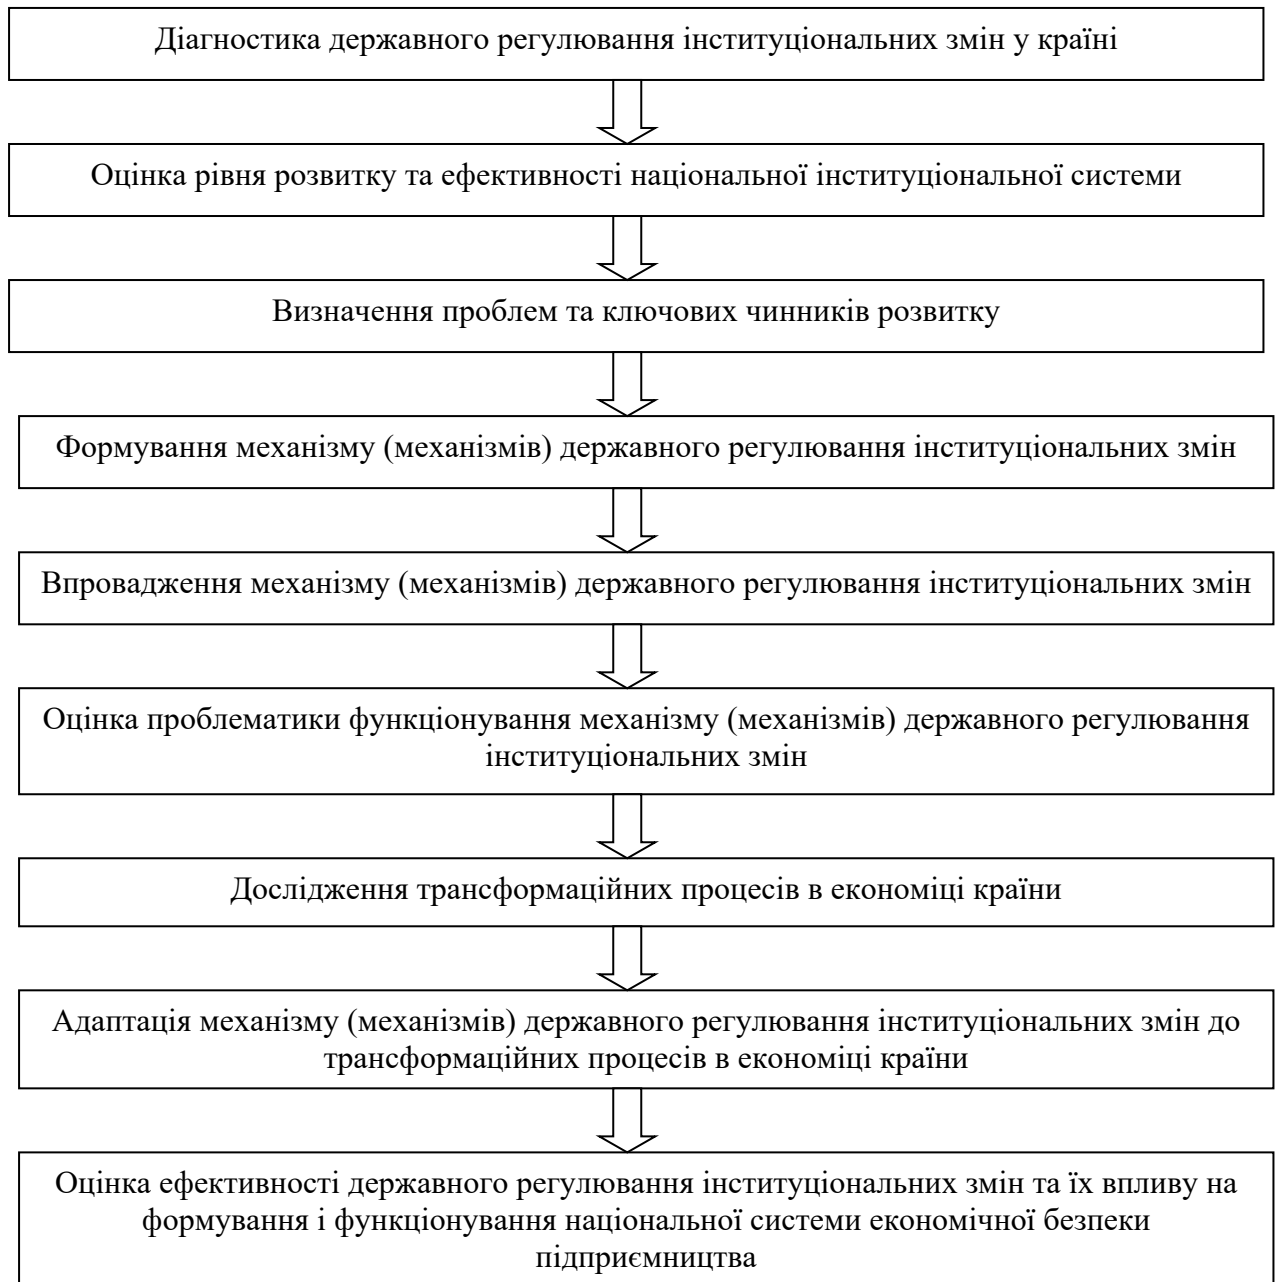 Діагностика державного регулювання інституціональних змін у країні
Оцінка рівня розвитку та ефективності національної інституціональної системи
Визначення проблем та ключових чинників розвитку
Формування механізму (механізмів) державного регулювання інституціональних змін
Впровадження механізму (механізмів) державного регулювання інституціональних змін
Оцінка проблематики функціонування механізму (механізмів) державного регулювання
інституціональних змін
Дослідження трансформаційних процесів в економіці країни
Адаптація механізму (механізмів) державного регулювання інституціональних змін до
трансформаційних процесів в економіці країни
Оцінка ефективності державного регулювання інституціональних змін та їх впливу на
формування і функціонування національної системи економічної безпеки
підприємництва